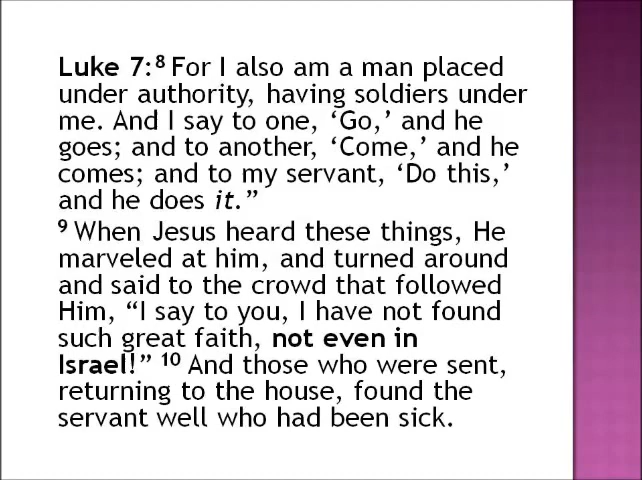 Luke 7:⁸ For I also am a man placed
under authority, having soldiers under
me. And I say to one, ‘Go,’ and he
goes; and to another, ‘Come,’ and he
comes; and to my servant, ‘Do this,’
and he does it.”
⁹ When Jesus heard these things, He
marveled at him, and turned around
and said to the crowd that followed
Him, “I say to you, I have not found
such great faith, not even in
Israel!” ¹⁰ And those who were sent,
returning to the house, found the
servant well who had been sick.